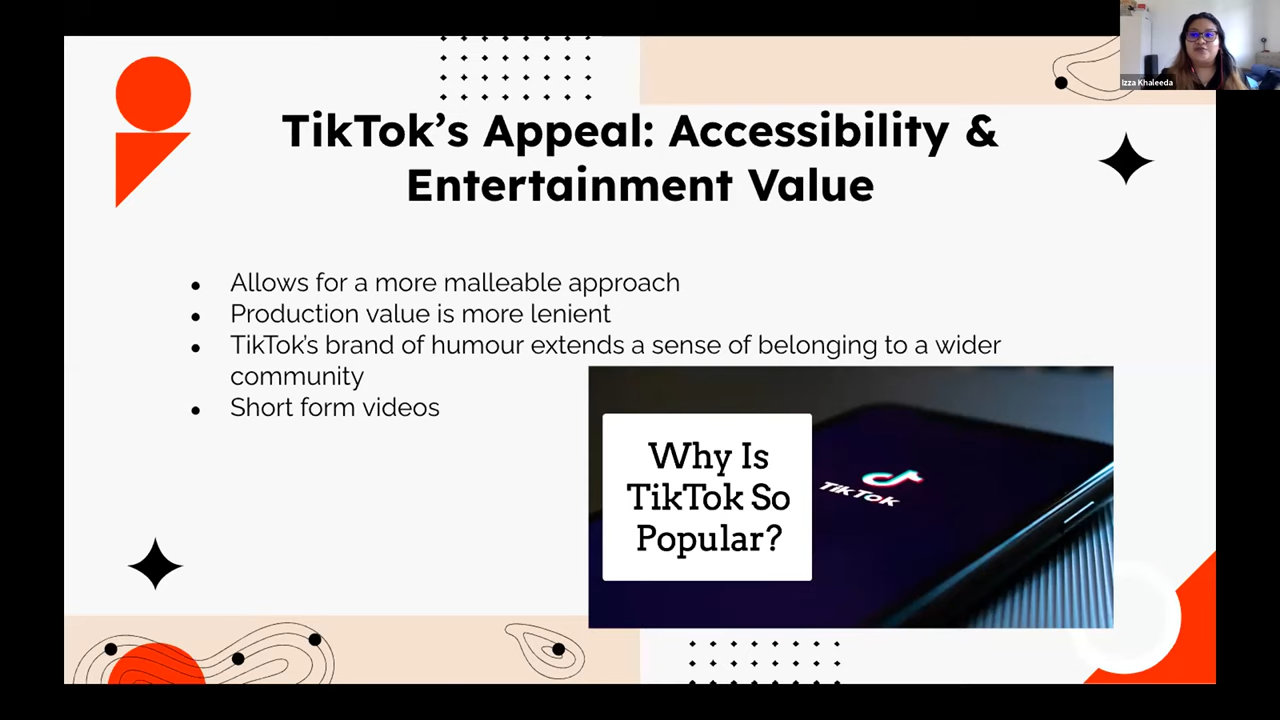 Izza Khaleeda
TikTok’s Appeal: Accessibility &
Entertainment Value
● Allows for a more malleable approach
● Production value is more lenient
● TikTok’s brand of humour extends a sense of belonging to a wider
community
● Short form videos
Why Is
TikTok So
Popular?
TikTok